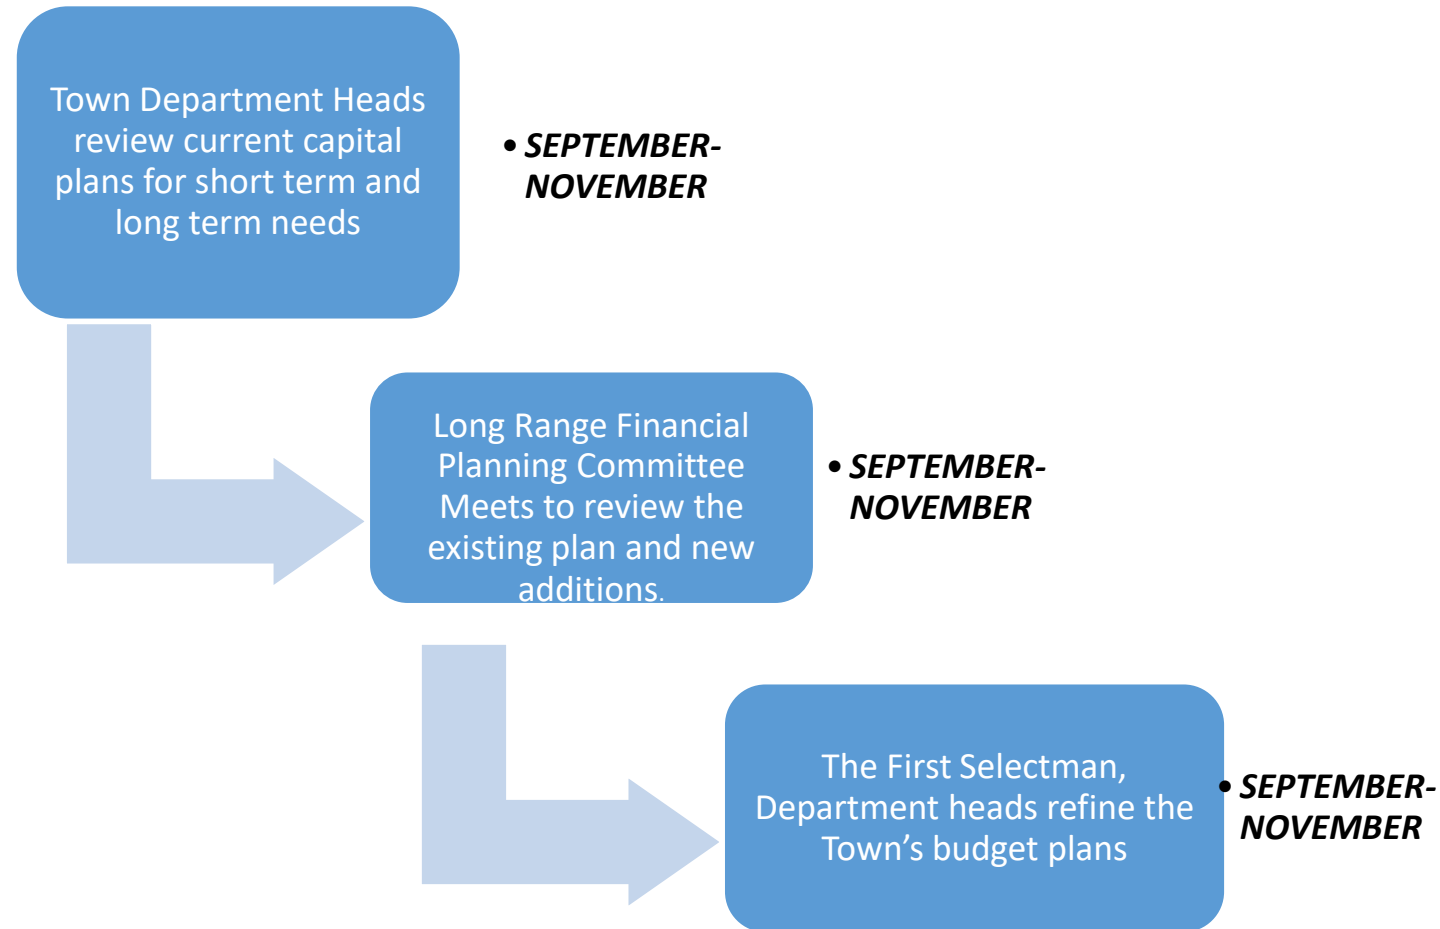 Town Department Heads
review current capital
plans for short term and
long term needs
• SEPTEMBER-
NOVEMBER
Long Range Financial
Planning Committee
Meets to review the
existing plan and new
additions.
• SEPTEMBER-
NOVEMBER
The First Selectman,
Department heads refine the
Town’s budget plans
• SEPTEMBER-
NOVEMBER